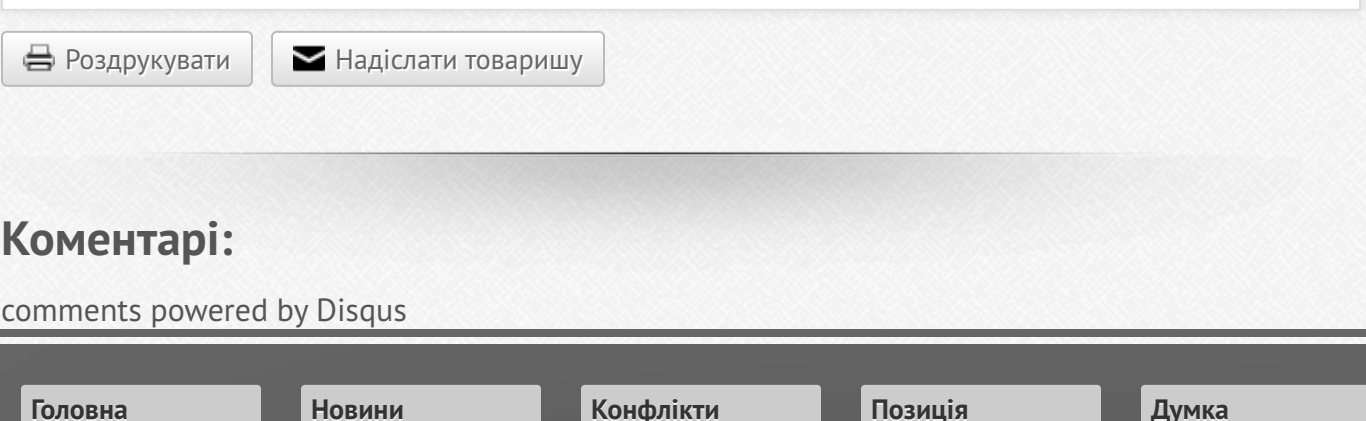 Роздрукувати Надіслати товаришу
Коментарі:
comments powered by Disqus
Головна Новини Конфлікти Позиція Думка